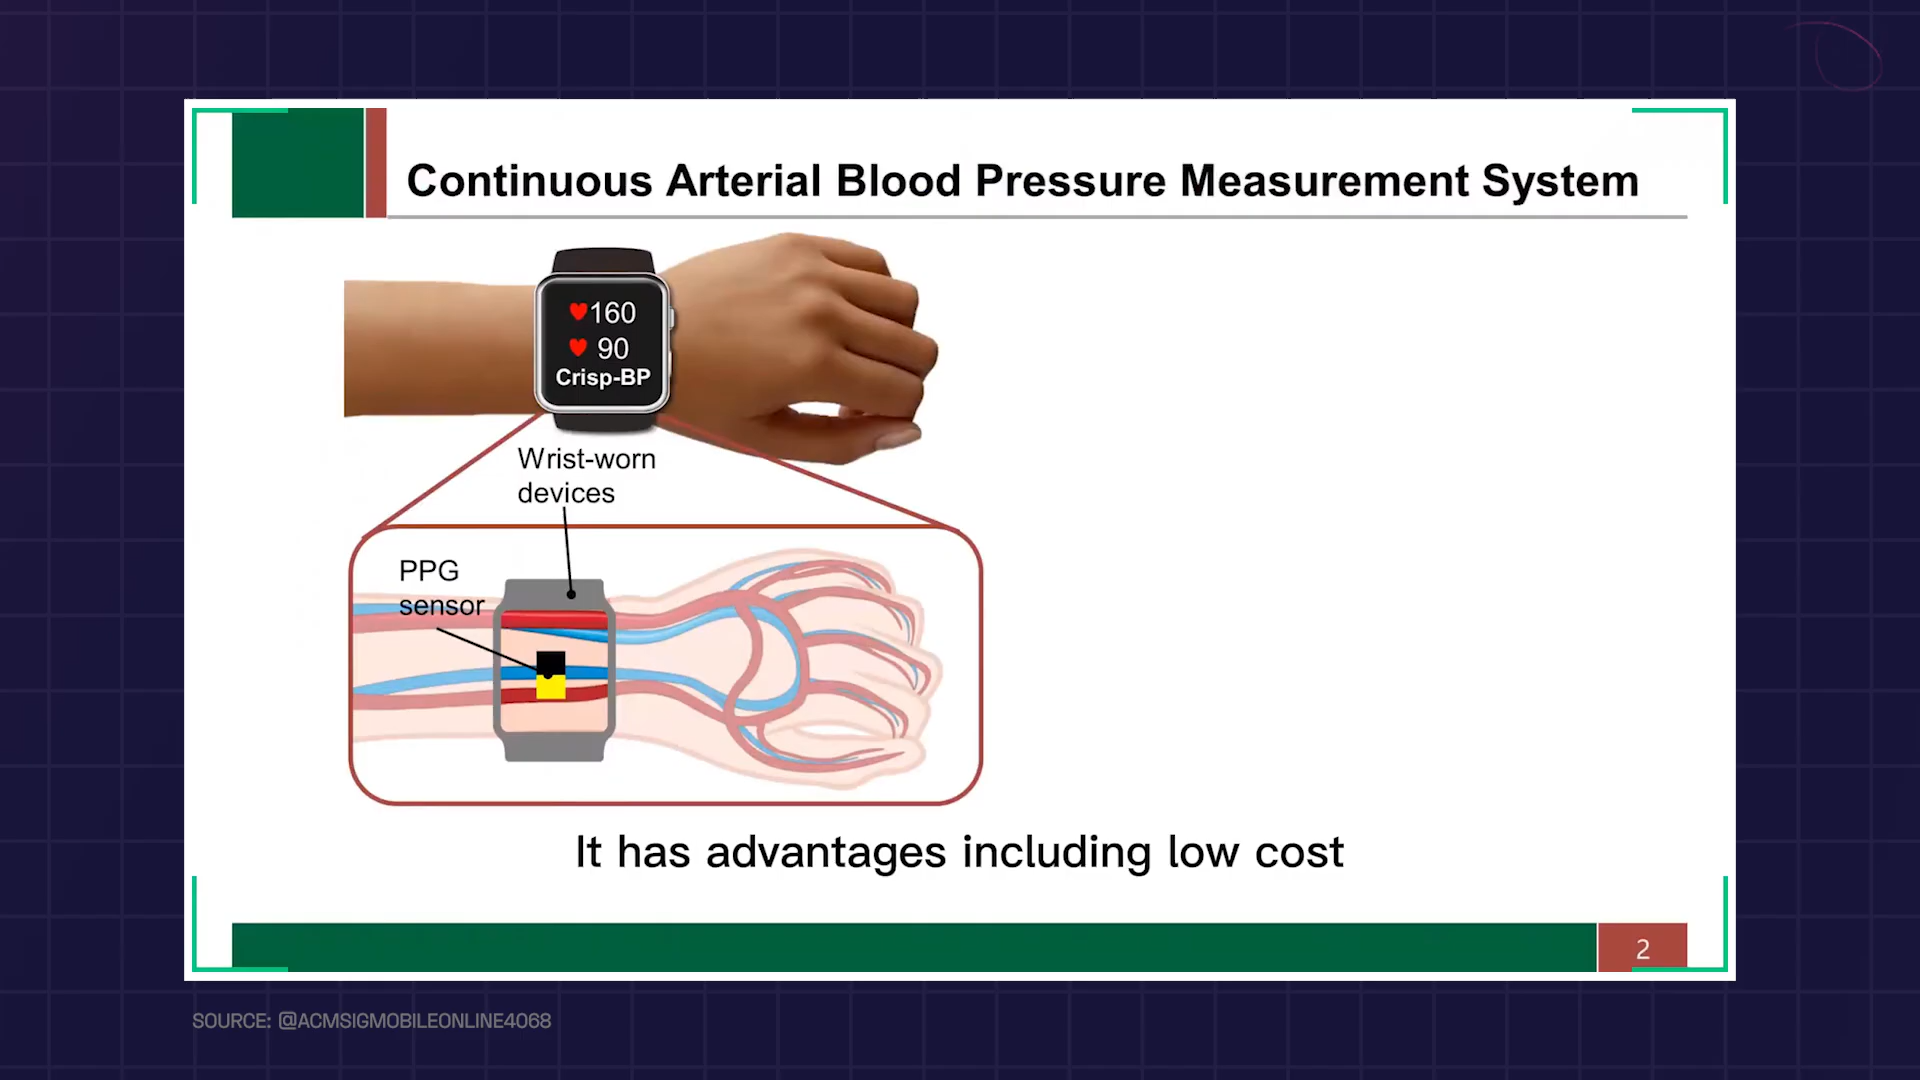 Continuous Arterial Blood Pressure Measurement System
160
90
Crisp-BP
Wrist-worn
devices
PPG
sensor
It has advantages including low cost
2
SOURCE: @ACMSIGMOBILEONLINE4068